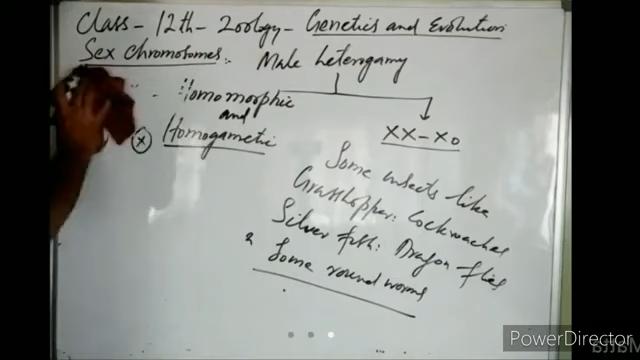 Class - 12th - Zoology - Genetics and Evolution
Sex Chromosomes:- Male heterogamy
Homomorphic
and
X Homogametic
XX-XO
Some insects like
Grasshopper: Cockroaches
Silver fish: Dragon flies
& Some round worms
PowerDirector